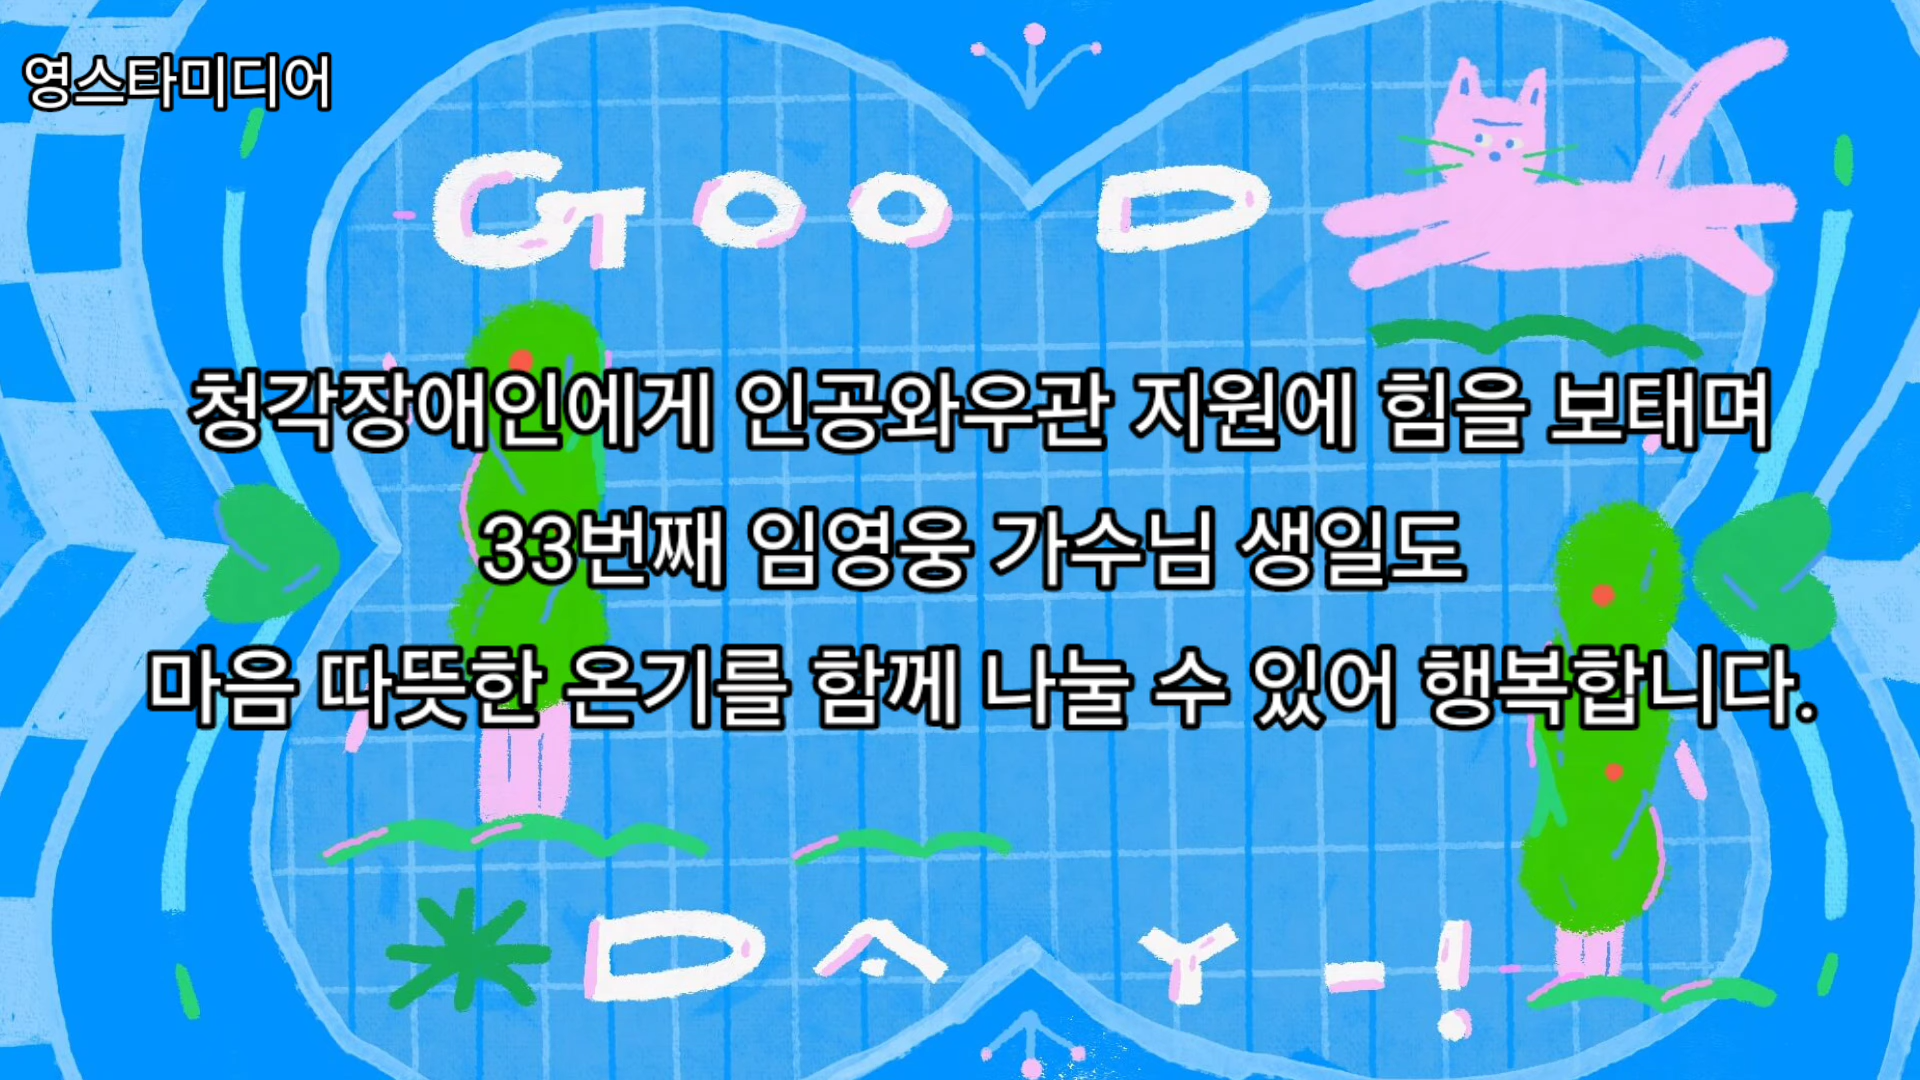 영스타미디어
GOOD
청각장애인에게 인공와우관 지원에 힘을 보태며
33번째 임영웅 가수님 생일도
마음 따뜻한 온기를 함께 나눌 수 있어 행복합니다.
DAY-!